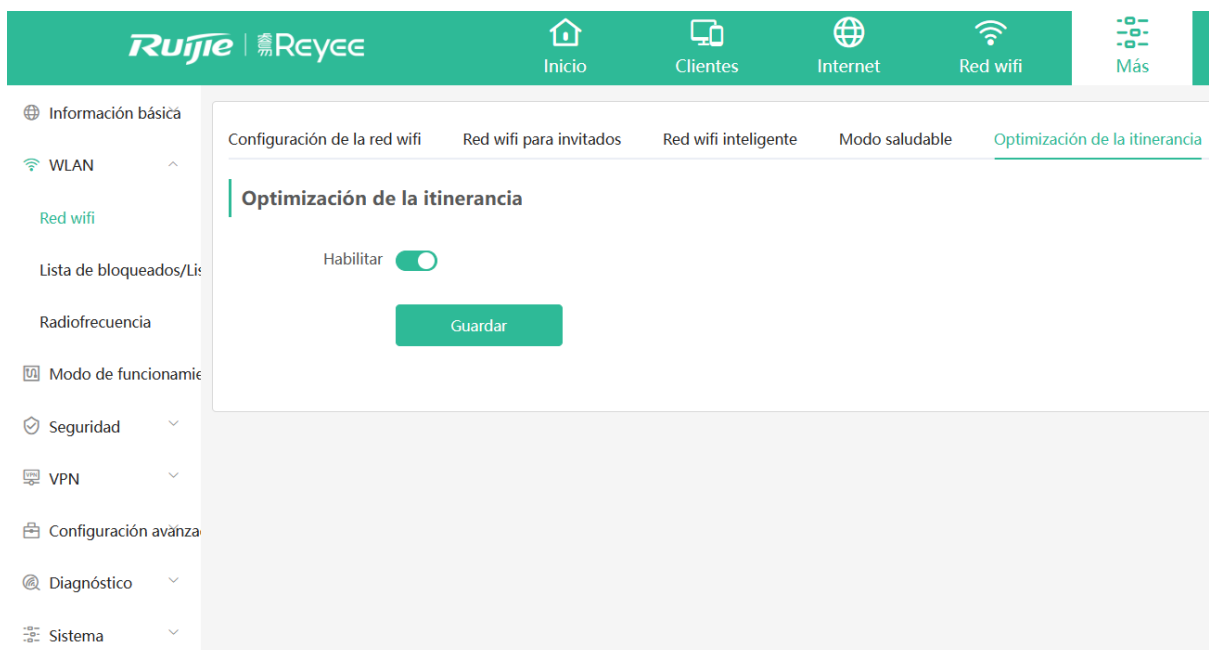 Ruijie Reyee
Inicio
Clientes
Internet
Red wifi
Más
Información básica
WLAN
Red wifi
Lista de bloqueados/Lis
Radiofrecuencia
Modo de funcionamie
Seguridad
VPN
Configuración avanza
Diagnóstico
Sistema
Configuración de la red wifi
Red wifi para invitados
Red wifi inteligente
Modo saludable
Optimización de la itinerancia
Optimización de la itinerancia
Habilitar
Guardar